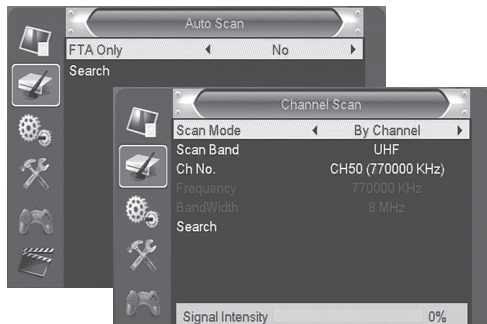 Auto Scan
FTA Only No
Search
Channel Scan
Scan Mode By Channel
Scan Band UHF
Ch No. CH50 (770000 KHz)
Frequency 770000 KHz
BandWidth 8 MHz
Search
Signal Intensity 0%